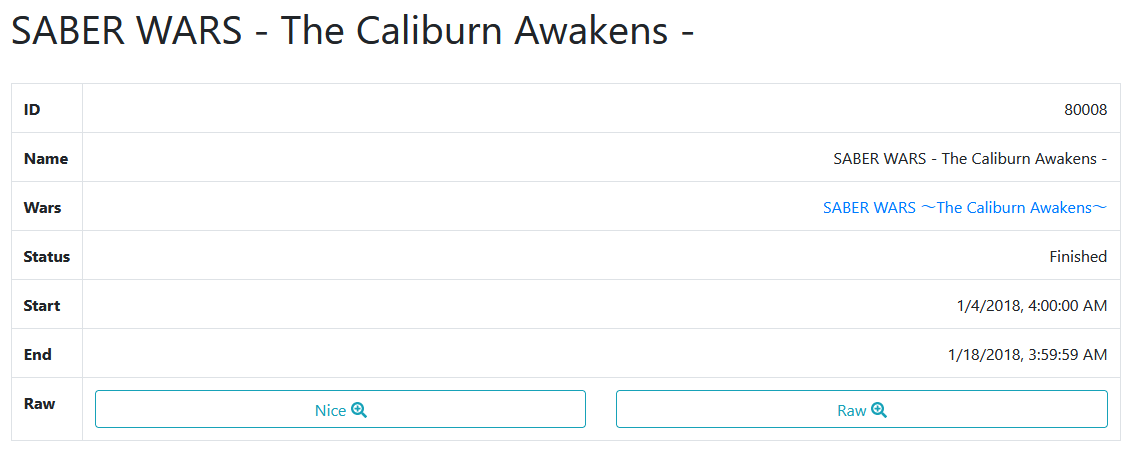 SABER WARS - The Caliburn Awakens -
ID 80008
Name SABER WARS - The Caliburn Awakens -
Wars SABER WARS ～The Caliburn Awakens～
Status Finished
Start 1/4/2018, 4:00:00 AM
End 1/18/2018, 3:59:59 AM
Raw Nice Raw